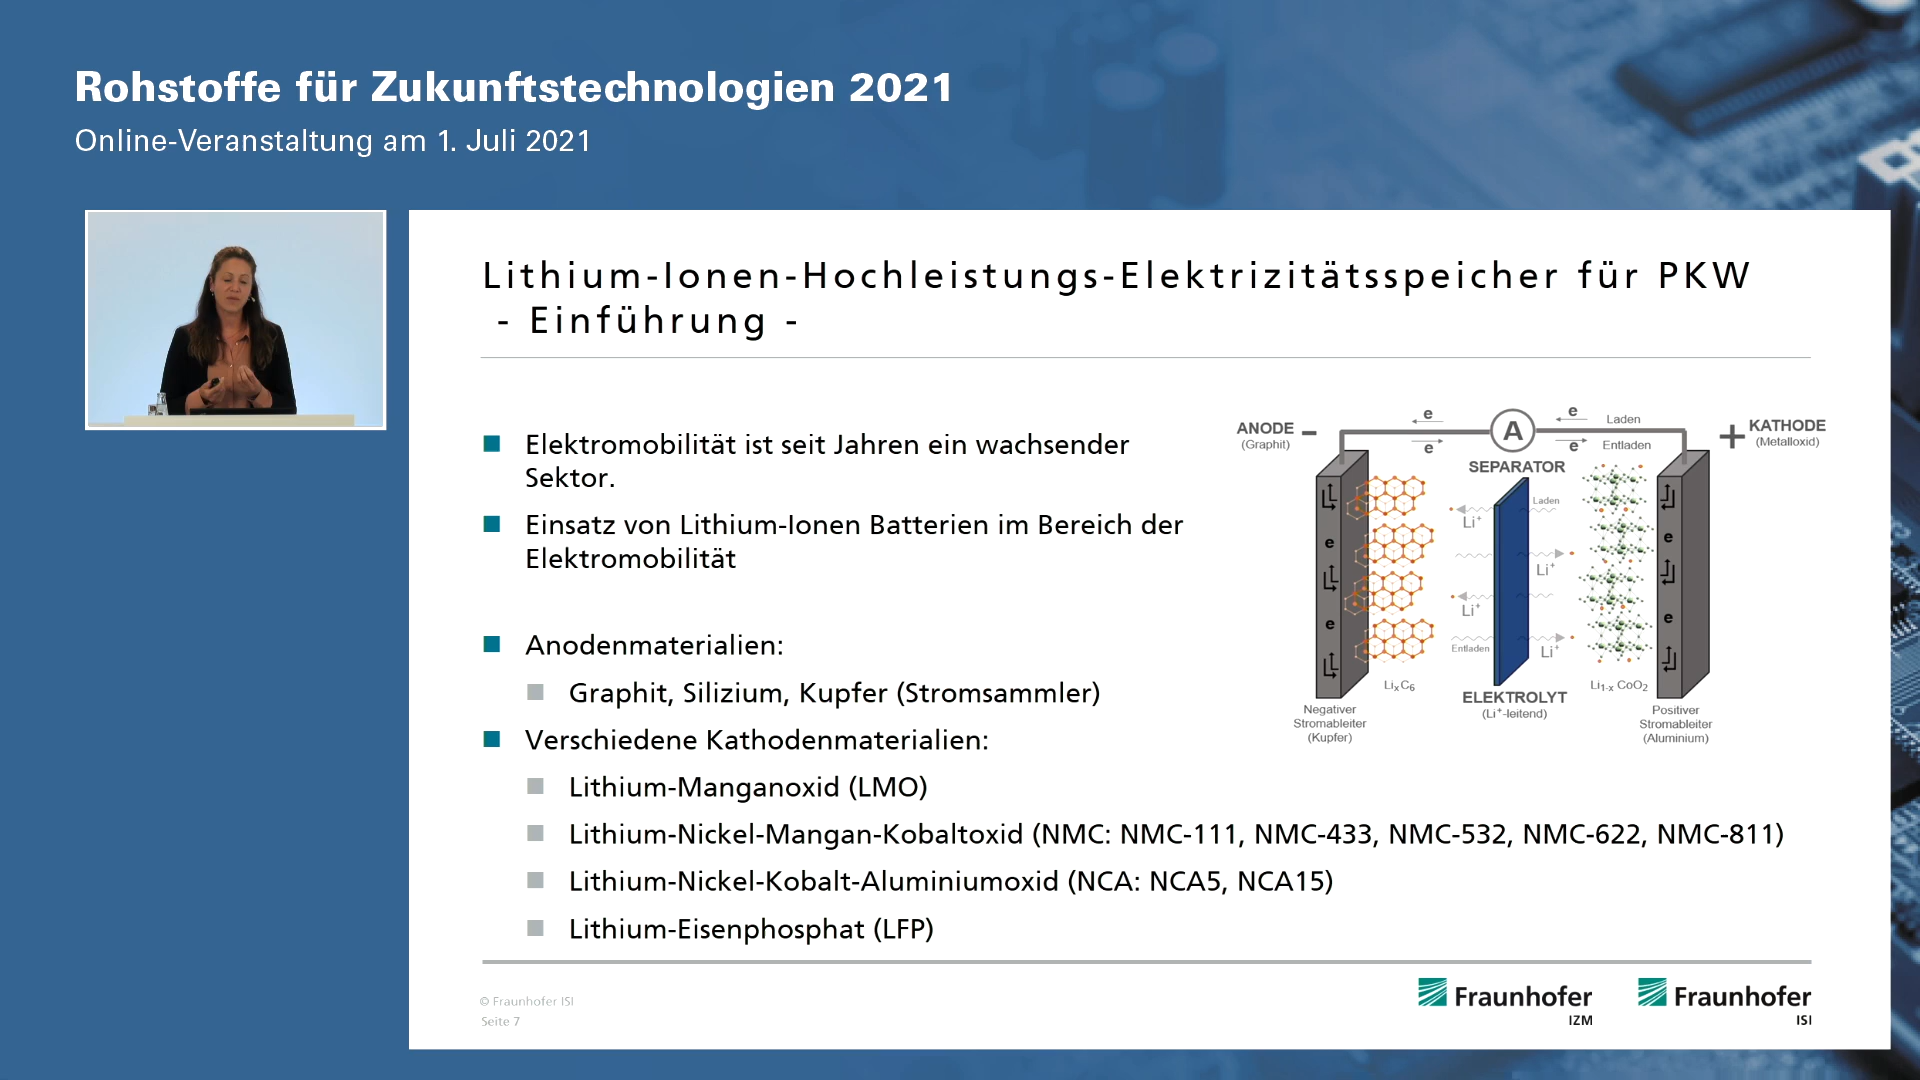 Rohstoffe für Zukunftstechnologien 2021
Online-Veranstaltung am 1. Juli 2021
Lithium-Ionen-Hochleistungs-Elektrizitätsspeicher für PKW
- Einführung -
Elektromobilität ist seit Jahren ein wachsender
Sektor.
Einsatz von Lithium-Ionen Batterien im Bereich der
Elektromobilität
Anodenmaterialien:
Graphit, Silizium, Kupfer (Stromsammler)
Verschiedene Kathodenmaterialien:
Lithium-Manganoxid (LMO)
Lithium-Nickel-Mangan-Kobaltoxid (NMC: NMC-111, NMC-433, NMC-532, NMC-622, NMC-811)
Lithium-Nickel-Kobalt-Aluminiumoxid (NCA: NCA5, NCA15)
Lithium-Eisenphosphat (LFP)
ANODE −
(Graphit)
e
e
A
e
e
Laden
Entladen
+ KATHODE
(Metalloxid)
SEPARATOR
Laden
Li⁺
Li⁺
Li⁺
Li⁺
Entladen
e
e
e
e
LiₓC₆
Li₁₋ₓ CoO₂
ELEKTROLYT
(Li⁺-leitend)
Negativer
Stromableiter
(Kupfer)
Positiver
Stromableiter
(Aluminium)
© Fraunhofer ISI
Seite 7
Fraunhofer
IZM
Fraunhofer
ISI